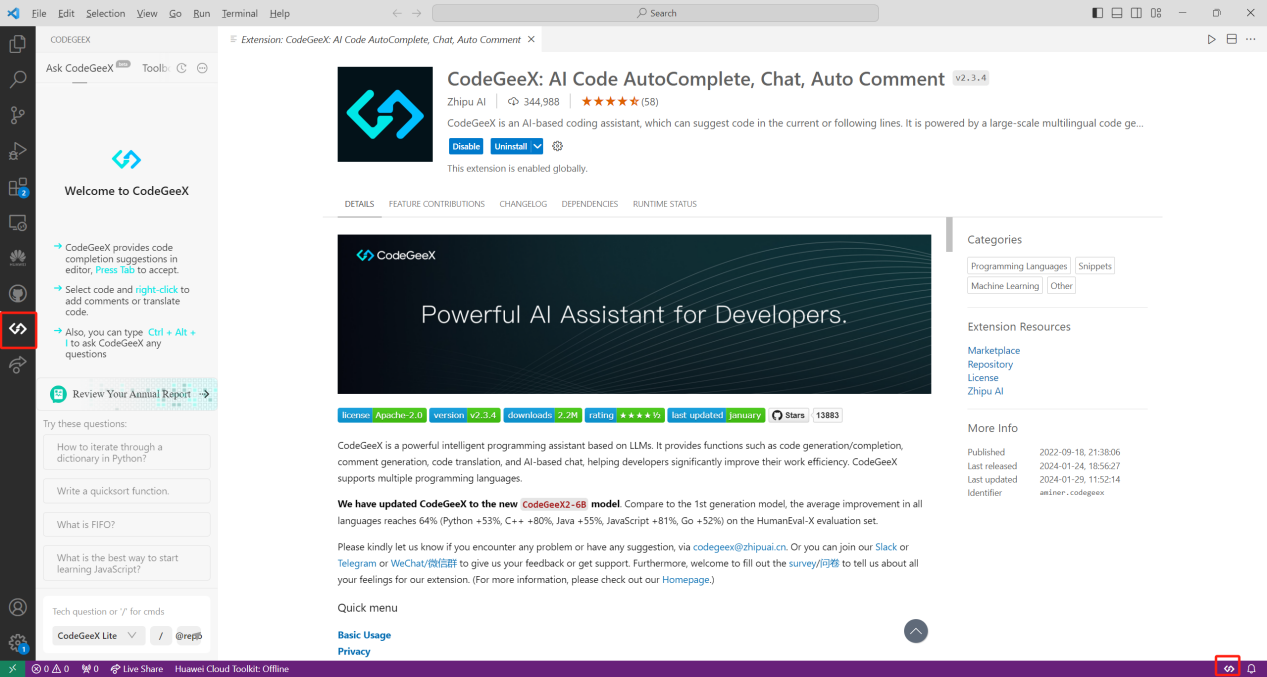 File Edit Selection View Go Run Terminal Help
Search
CODEGEEX
Ask CodeGeeX beta Toolb
Extension: CodeGeeX: AI Code AutoComplete, Chat, Auto Comment
Welcome to CodeGeeX
CodeGeeX provides code
completion suggestions in
editor, Press Tab to accept.
Select code and right-click to
add comments or translate
code.
Also, you can type Ctrl + Alt +
I to ask CodeGeeX any
questions
Review Your Annual Report
Try these questions:
How to iterate through a
dictionary in Python?
Write a quicksort function.
What is FIFO?
What is the best way to start
learning JavaScript?
Tech question or '/' for cmds
CodeGeeX Lite / @repo
2
1
CodeGeeX: AI Code AutoComplete, Chat, Auto Comment v2.3.4
Zhipu AI 344,988 (58)
CodeGeeX is an AI-based coding assistant, which can suggest code in the current or following lines. It is powered by a large-scale multilingual code ge...
Disable Uninstall
This extension is enabled globally.
DETAILS FEATURE CONTRIBUTIONS CHANGELOG DEPENDENCIES RUNTIME STATUS
CodeGeeX
Powerful AI Assistant for Developers.
license Apache-2.0 version v2.3.4 downloads 2.2M rating ★★★★½ last updated january Stars 13883
CodeGeeX is a powerful intelligent programming assistant based on LLMs. It provides functions such as code generation/completion,
comment generation, code translation, and AI-based chat, helping developers significantly improve their work efficiency. CodeGeeX
supports multiple programming languages.
We have updated CodeGeeX to the new CodeGeeX2-6B model. Compare to the 1st generation model, the average improvement in all
languages reaches 64% (Python +53%, C++ +80%, Java +55%, JavaScript +81%, Go +52%) on the HumanEval-X evaluation set.
Please kindly let us know if you encounter any problem or have any suggestion, via codegeex@zhipuai.cn. Or you can join our Slack or
Telegram or WeChat/微信群 to give us your feedback or get support. Furthermore, welcome to fill out the survey/问卷 to tell us about all
your feelings for our extension. (For more information, please check out our Homepage.)
Quick menu
Basic Usage
Privacy
Categories
Programming Languages Snippets
Machine Learning Other
Extension Resources
Marketplace
Repository
License
Zhipu AI
More Info
Published 2022-09-18, 21:38:06
Last released 2024-01-24, 18:56:27
Last updated 2024-01-29, 11:52:14
Identifier aminer.codegeex
0 0 0 Live Share Huawei Cloud Toolkit: Offline